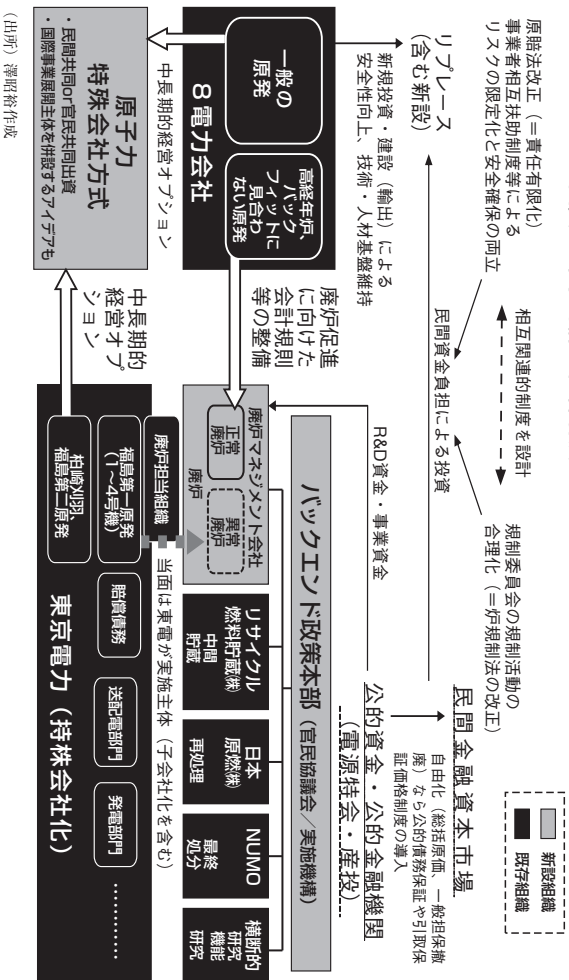 原賠法改正（＝責任有限化）
事業者相互扶助制度等による
リスクの限定化と安全確保の両立
相互関連的制度を設計
規制委員会の規制活動の
合理化（＝炉規制法の改正）
新設組織
既存組織
リプレース
（含む新設）
民間資金負担による投資
民間金融資本市場
新規投資・建設（輸出）による
安全性向上、技術・人材基盤維持
自由化（総括原価、一般担保撤
廃）なら公的債務保証や引取保
証価格制度の導入
R&D資金・事業資金
公的資金・公的金融機関
（電源特会・産投）
一般の
原発
高経年炉、
バック
フィットに
見合わ
ない原発
8電力会社
廃炉促進
に向けた
会計規則
等の整備
バックエンド政策本部（官民協議会／実施機構）
廃炉マネジメント会社
正常
廃炉
異常
廃炉
廃炉
リサイクル
燃料貯蔵㈱
中間
貯蔵
日本
原燃㈱
再処理
NUMO
最終
処分
横断的
研究
機能
研究
中長期的経営オプション
原子力
特殊会社方式
・民間共同or官民共同出資
・国際事業展開主体を併設するアイデアも
中長期的
経営オプ
ション
廃炉担当組織
当面は東電が実施主体（子会社化を含む）
福島第一原発
（1〜4号機）
柏崎刈羽、
福島第二原発
賠償債務
送配電部門
発電部門
…………
東京電力（持株会社化）
（出所）澤昭裕作成